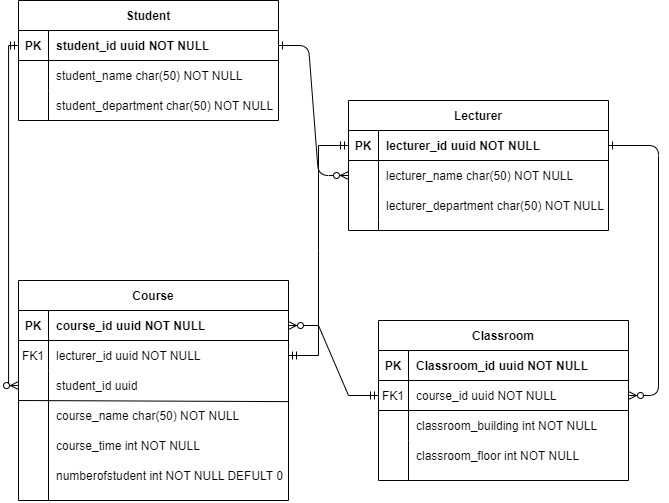 Student
PK student_id uuid NOT NULL
student_name char(50) NOT NULL
student_department char(50) NOT NULL
Lecturer
PK lecturer_id uuid NOT NULL
lecturer_name char(50) NOT NULL
lecturer_department char(50) NOT NULL
Course
PK course_id uuid NOT NULL
FK1 lecturer_id uuid NOT NULL
student_id uuid
course_name char(50) NOT NULL
course_time int NOT NULL
numberofstudent int NOT NULL DEFULT 0
Classroom
PK Classroom_id uuid NOT NULL
FK1 course_id uuid NOT NULL
classroom_building int NOT NULL
classroom_floor int NOT NULL